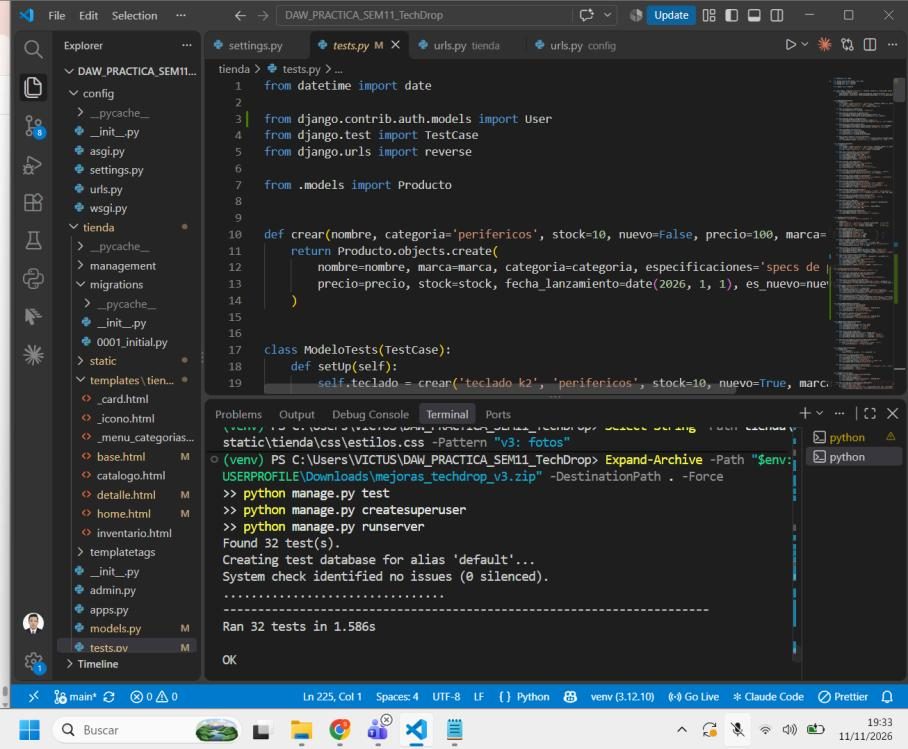 File Edit Selection ···
DAW_PRACTICA_SEM11_TechDrop
Update
Explorer ···
DAW_PRACTICA_SEM11...
config
__pycache__
__init__.py
asgi.py
settings.py
urls.py
wsgi.py
tienda
__pycache__
management
migrations
__pycache__
__init__.py
0001_initial.py
static
templates\tien...
_card.html
_icono.html
_menu_categorias...
base.html M
catalogo.html
detalle.html M
home.html M
inventario.html
templatetags
__init__.py
admin.py
apps.py
models.py M
tests.py M
Timeline
8
1
settings.py
tests.py M
urls.py tienda
urls.py config
tienda > tests.py > ...
1 from datetime import date
2
3 from django.contrib.auth.models import User
4 from django.test import TestCase
5 from django.urls import reverse
6
7 from .models import Producto
8
9
10 def crear(nombre, categoria='perifericos', stock=10, nuevo=False, precio=100, marca=
11 return Producto.objects.create(
12 nombre=nombre, marca=marca, categoria=categoria, especificaciones='specs de
13 precio=precio, stock=stock, fecha_lanzamiento=date(2026, 1, 1), es_nuevo=nue
14 )
15
16
17 class ModeloTests(TestCase):
18 def setUp(self):
19 self.teclado = crear('teclado k2', 'perifericos', stock=10, nuevo=True, marca
Problems Output Debug Console Terminal Ports
python
python
(venv) PS C:\Users\VICTUS\DAW_PRACTICA_SEM11_TechDrop> Select-String -Path tienda\
static\tienda\css\estilos.css -Pattern "v3: fotos"
(venv) PS C:\Users\VICTUS\DAW_PRACTICA_SEM11_TechDrop> Expand-Archive -Path "$env:
USERPROFILE\Downloads\mejoras_techdrop_v3.zip" -DestinationPath . -Force
>> python manage.py test
>> python manage.py createsuperuser
>> python manage.py runserver
Found 32 test(s).
Creating test database for alias 'default'...
System check identified no issues (0 silenced).
................................
----------------------------------------------------------------------
Ran 32 tests in 1.586s
OK
main* 0 0 Ln 225, Col 1 Spaces: 4 UTF-8 LF {} Python venv (3.12.10) Go Live Claude Code Prettier
Buscar
19:33
11/11/2026